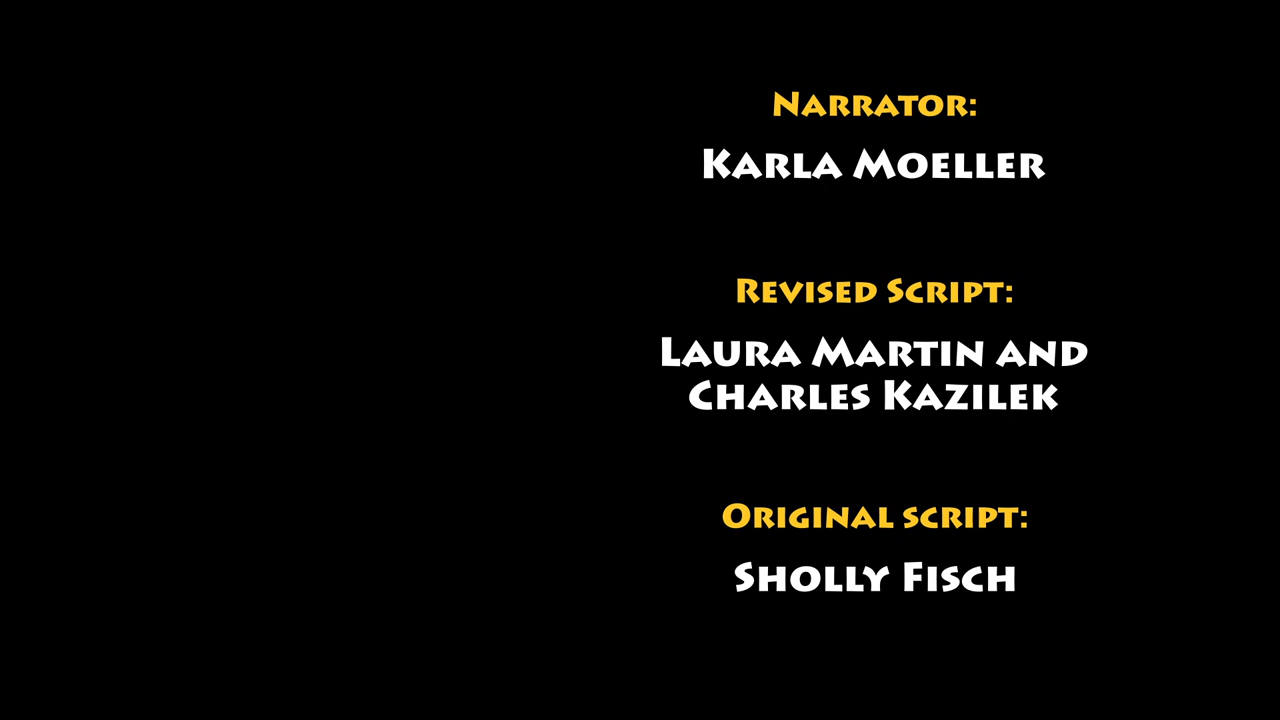 Narrator:
Karla Moeller
Revised Script:
Laura Martin and
Charles Kazilek
Original script:
Sholly Fisch